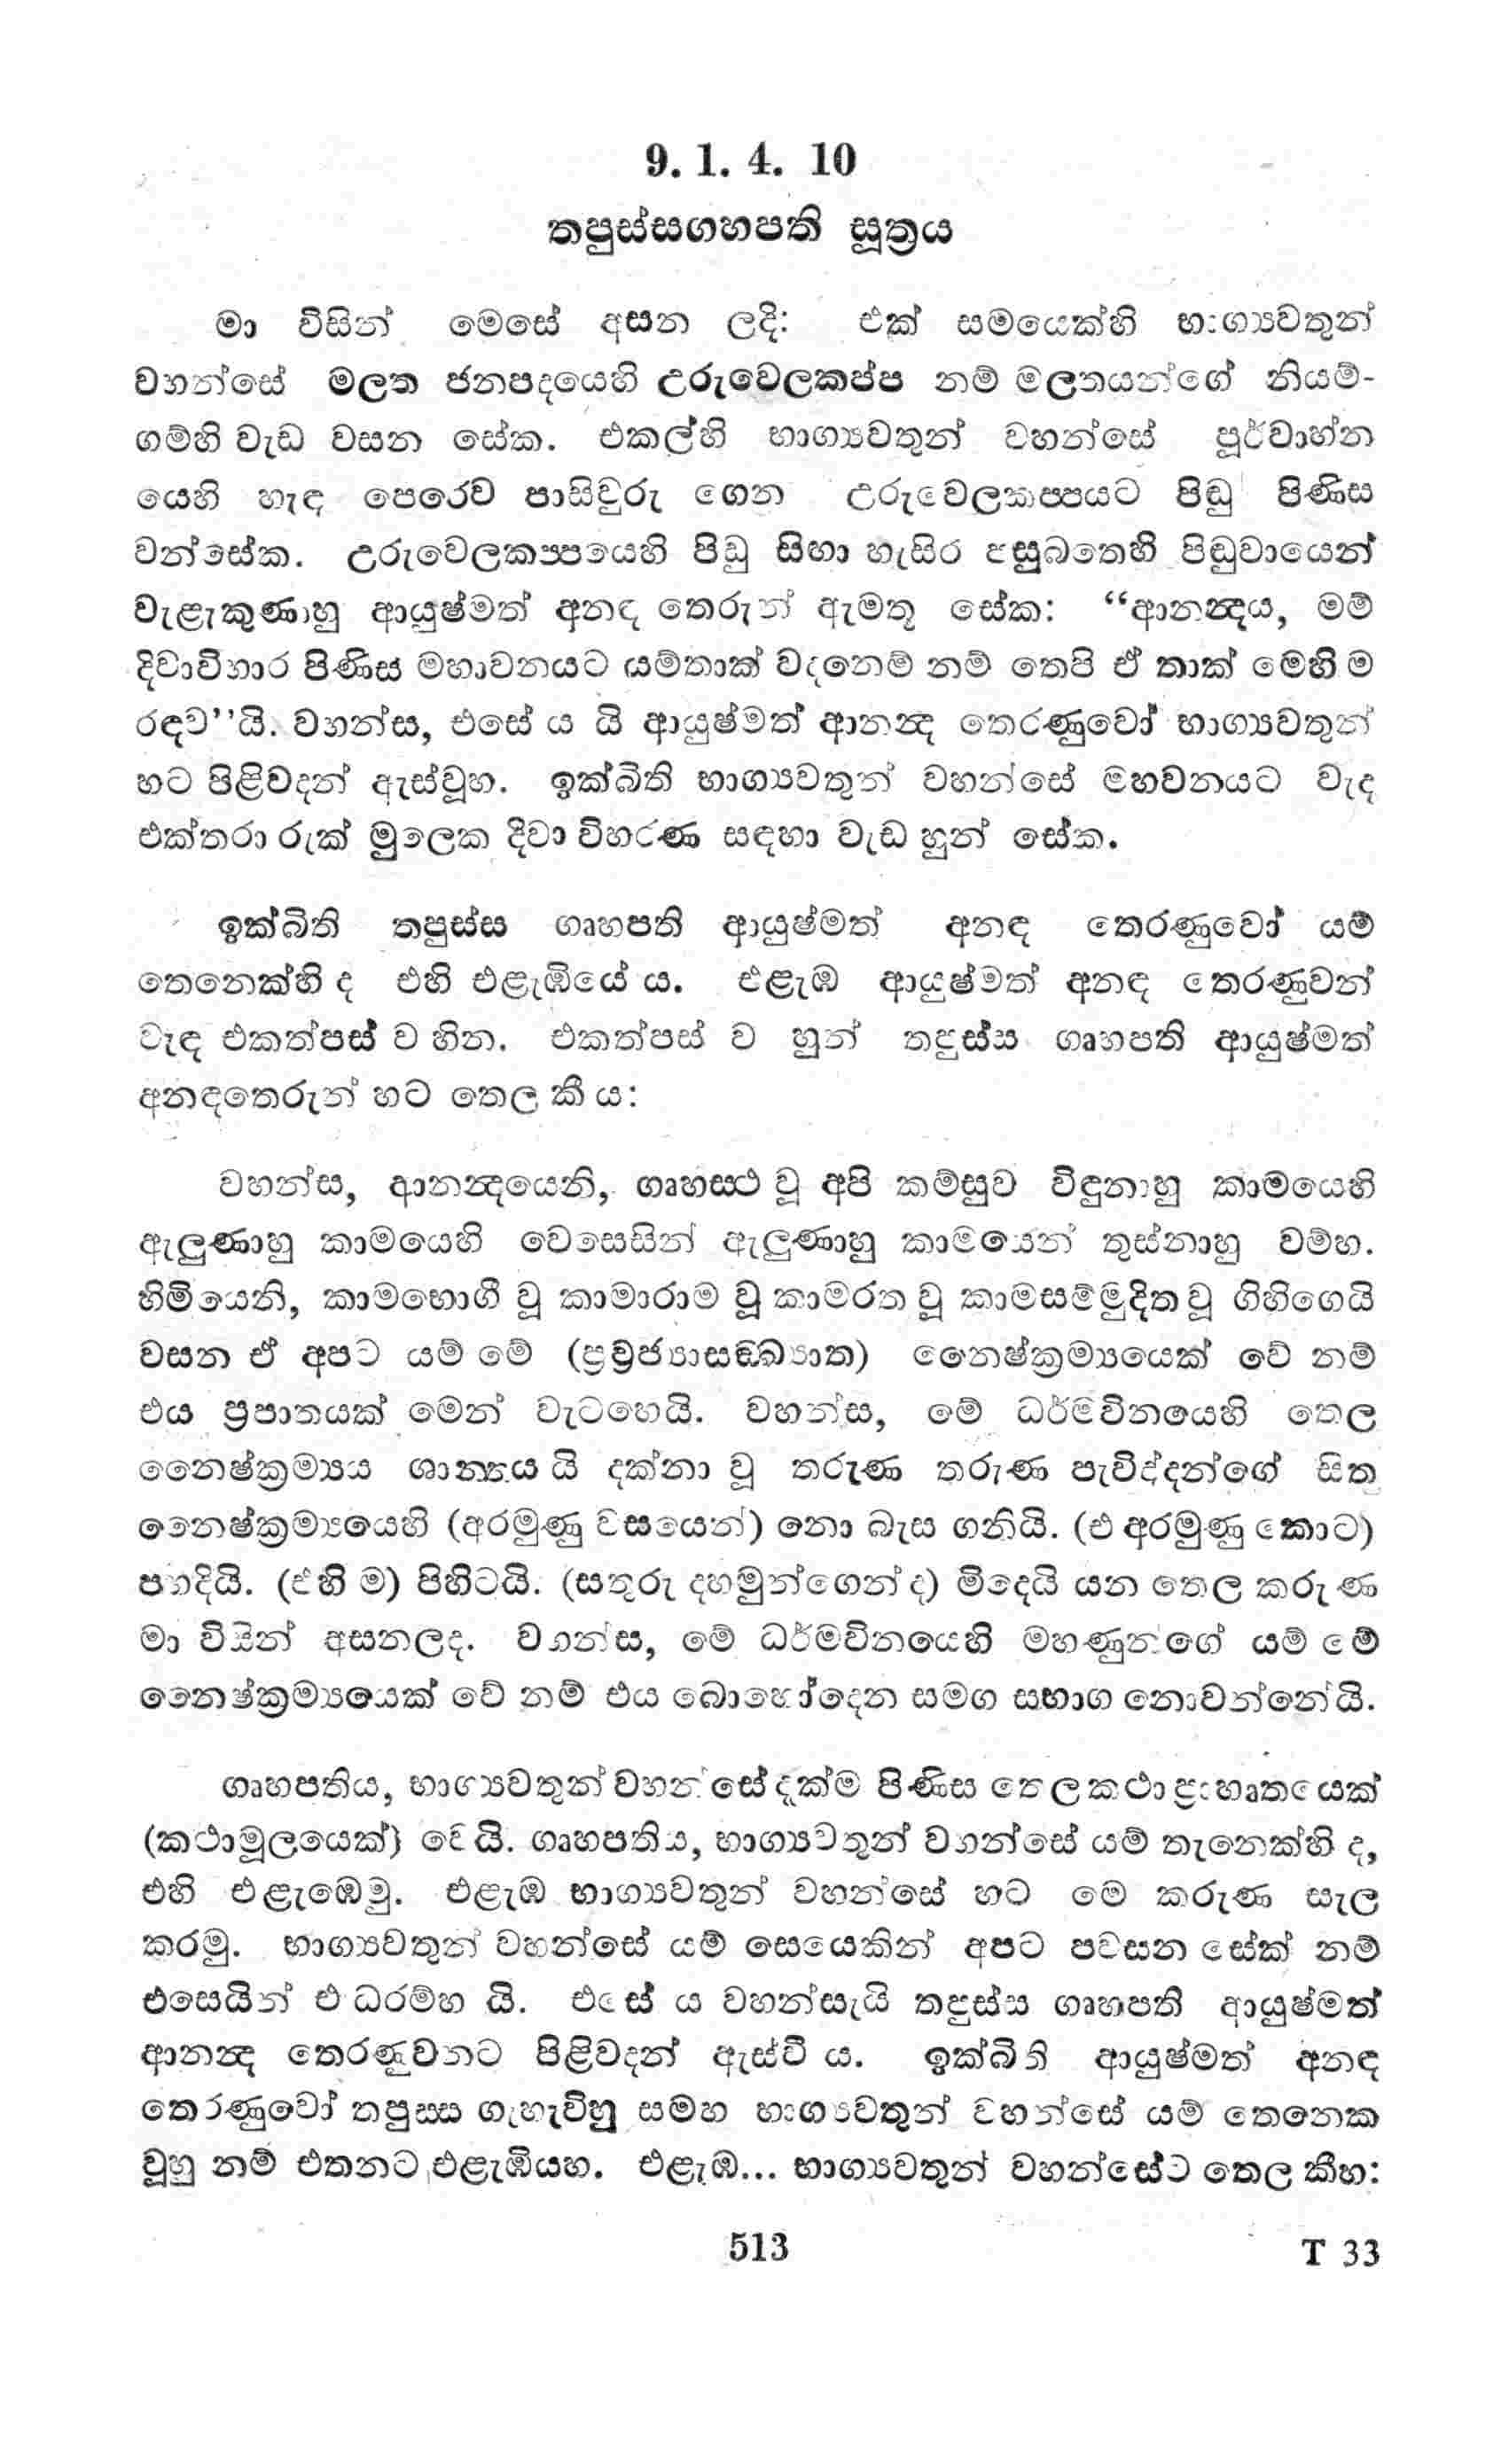 9. 1. 4. 10
තපුස්සගහපති සූත්‍රය
මා විසින් මෙසේ අසන ලදි: එක් සමයෙක්හි භාග්‍යවතුන්
වහන්සේ මලත ජනපදයෙහි උරුවෙලකප්ප නම් මලතයන්ගේ නියම්-
ගම්හි වැඩ වසන සේක. එකල්හි භාග්‍යවතුන් වහන්සේ පූර්වාහ්න
යෙහි හැඳ පෙරෙව පාසිවුරු ගෙන උරුවෙලකප්පයට පිඬු පිණිස
වන්සේක. උරුවෙලකප්පයෙහි පිඬු සිඟා හැසිර පසුබතෙහි පිඬුවායෙන්
වැළැකුණාහු ආයුෂ්මත් අනඳ තෙරුන් ඇමතූ සේක: “ආනන්‍දය, මම්
දිවාවිහාර පිණිස මහාවනයට යම්තාක් වදනෙම් නම් තෙපි ඒ තාක් මෙහි ම
රඳව’’යි. වහන්ස, එසේ ය යි ආයුෂ්මත් ආනන්‍ද තෙරණුවෝ භාග්‍යවතුන්
හට පිළිවදන් ඇස්වූහ. ඉක්බිති භාග්‍යවතුන් වහන්සේ මහවනයට වැද
එක්තරා රුක් මුලෙක දිවා විහරණ සඳහා වැඩ හුන් සේක.
ඉක්බිති තපුස්ස ගෘහපති ආයුෂ්මත් අනඳ තෙරණුවෝ යම්
තෙනෙක්හි ද එහි එළැඹියේ ය. එළැඹ ආයුෂ්මත් අනඳ තෙරණුවන්
වැඳ එකත්පස් ව හින. එකත්පස් ව හුන් තපුස්ස ගෘහපති ආයුෂ්මත්
අනඳතෙරුන් හට තෙල කී ය:
වහන්ස, ආනන්‍දයෙනි, ගෘහස්ථ වූ අපි කම්සුව විඳුනාහු කාමයෙහි
ඇලුණාහු කාමයෙහි වෙසෙසින් ඇලුණාහු කාමයෙන් තුස්නාහු වම්හ.
හිමියෙනි, කාමභොගී වූ කාමාරාම වූ කාමරත වූ කාමසම්මුදිත වූ ගිහිගෙයි
වසන ඒ අපට යම් මේ (ප්‍රව්‍රජ්‍යාසඞ්ඛ්‍යාත) නෛෂ්ක්‍රම්‍යයෙක් වේ නම්
එය ප්‍රපාතයක් මෙන් වැටහෙයි. වහන්ස, මේ ධර්මවිනයෙහි තෙල
නෛෂ්ක්‍රම්‍යය ශාන්‍තය යි දක්නා වූ තරුණ තරුණ පැවිද්දන්ගේ සිත
නෛෂ්ක්‍රම්‍යයෙහි (අරමුණු වසයෙන්) නො බැස ගනියි. (එ අරමුණු කොට)
පහදියි. (එහි ම) පිහිටයි. (සතුරු දහමුන්ගෙන් ද) මිදෙයි යන තෙල කරුණ
මා විසින් අසනලද. වහන්ස, මේ ධර්මවිනයෙහි මහණුන්ගේ යම් මේ
නෛෂ්ක්‍රම්‍යයෙක් වේ නම් එය බොහෝදෙන සමග සභාග නොවන්නේයි.
ගෘහපතිය, භාග්‍යවතුන් වහන්සේ දැක්ම පිණිස තෙල කථා ප්‍රාභෘතයෙක්
(කථාමූලයෙක්) වෙයි. ගෘහපතිය, භාග්‍යවතුන් වහන්සේ යම් තැනෙක්හි ද,
එහි එළැඹෙමු. එළැඹ භාග්‍යවතුන් වහන්සේ හට මෙ කරුණ සැල
කරමු. භාග්‍යවතුන් වහන්සේ යම් සෙයෙකින් අපට පවසන සේක් නම්
එසෙයින් එ ධරම්හ යි. එසේ ය වහන්සැයි තපුස්ස ගෘහපති ආයුෂ්මත්
ආනන්‍ද තෙරණුවනට පිළිවදන් ඇස්වී ය. ඉක්බිති ආයුෂ්මත් අනඳ
තෙරණුවෝ තපුස්ස ගැහැවිහු සමහ භාග්‍යවතුන් වහන්සේ යම් තෙනෙක
වූහු නම් එතනට එළැඹියහ. එළැඹ... භාග්‍යවතුන් වහන්සේට තෙල කීහ:
513
T 33